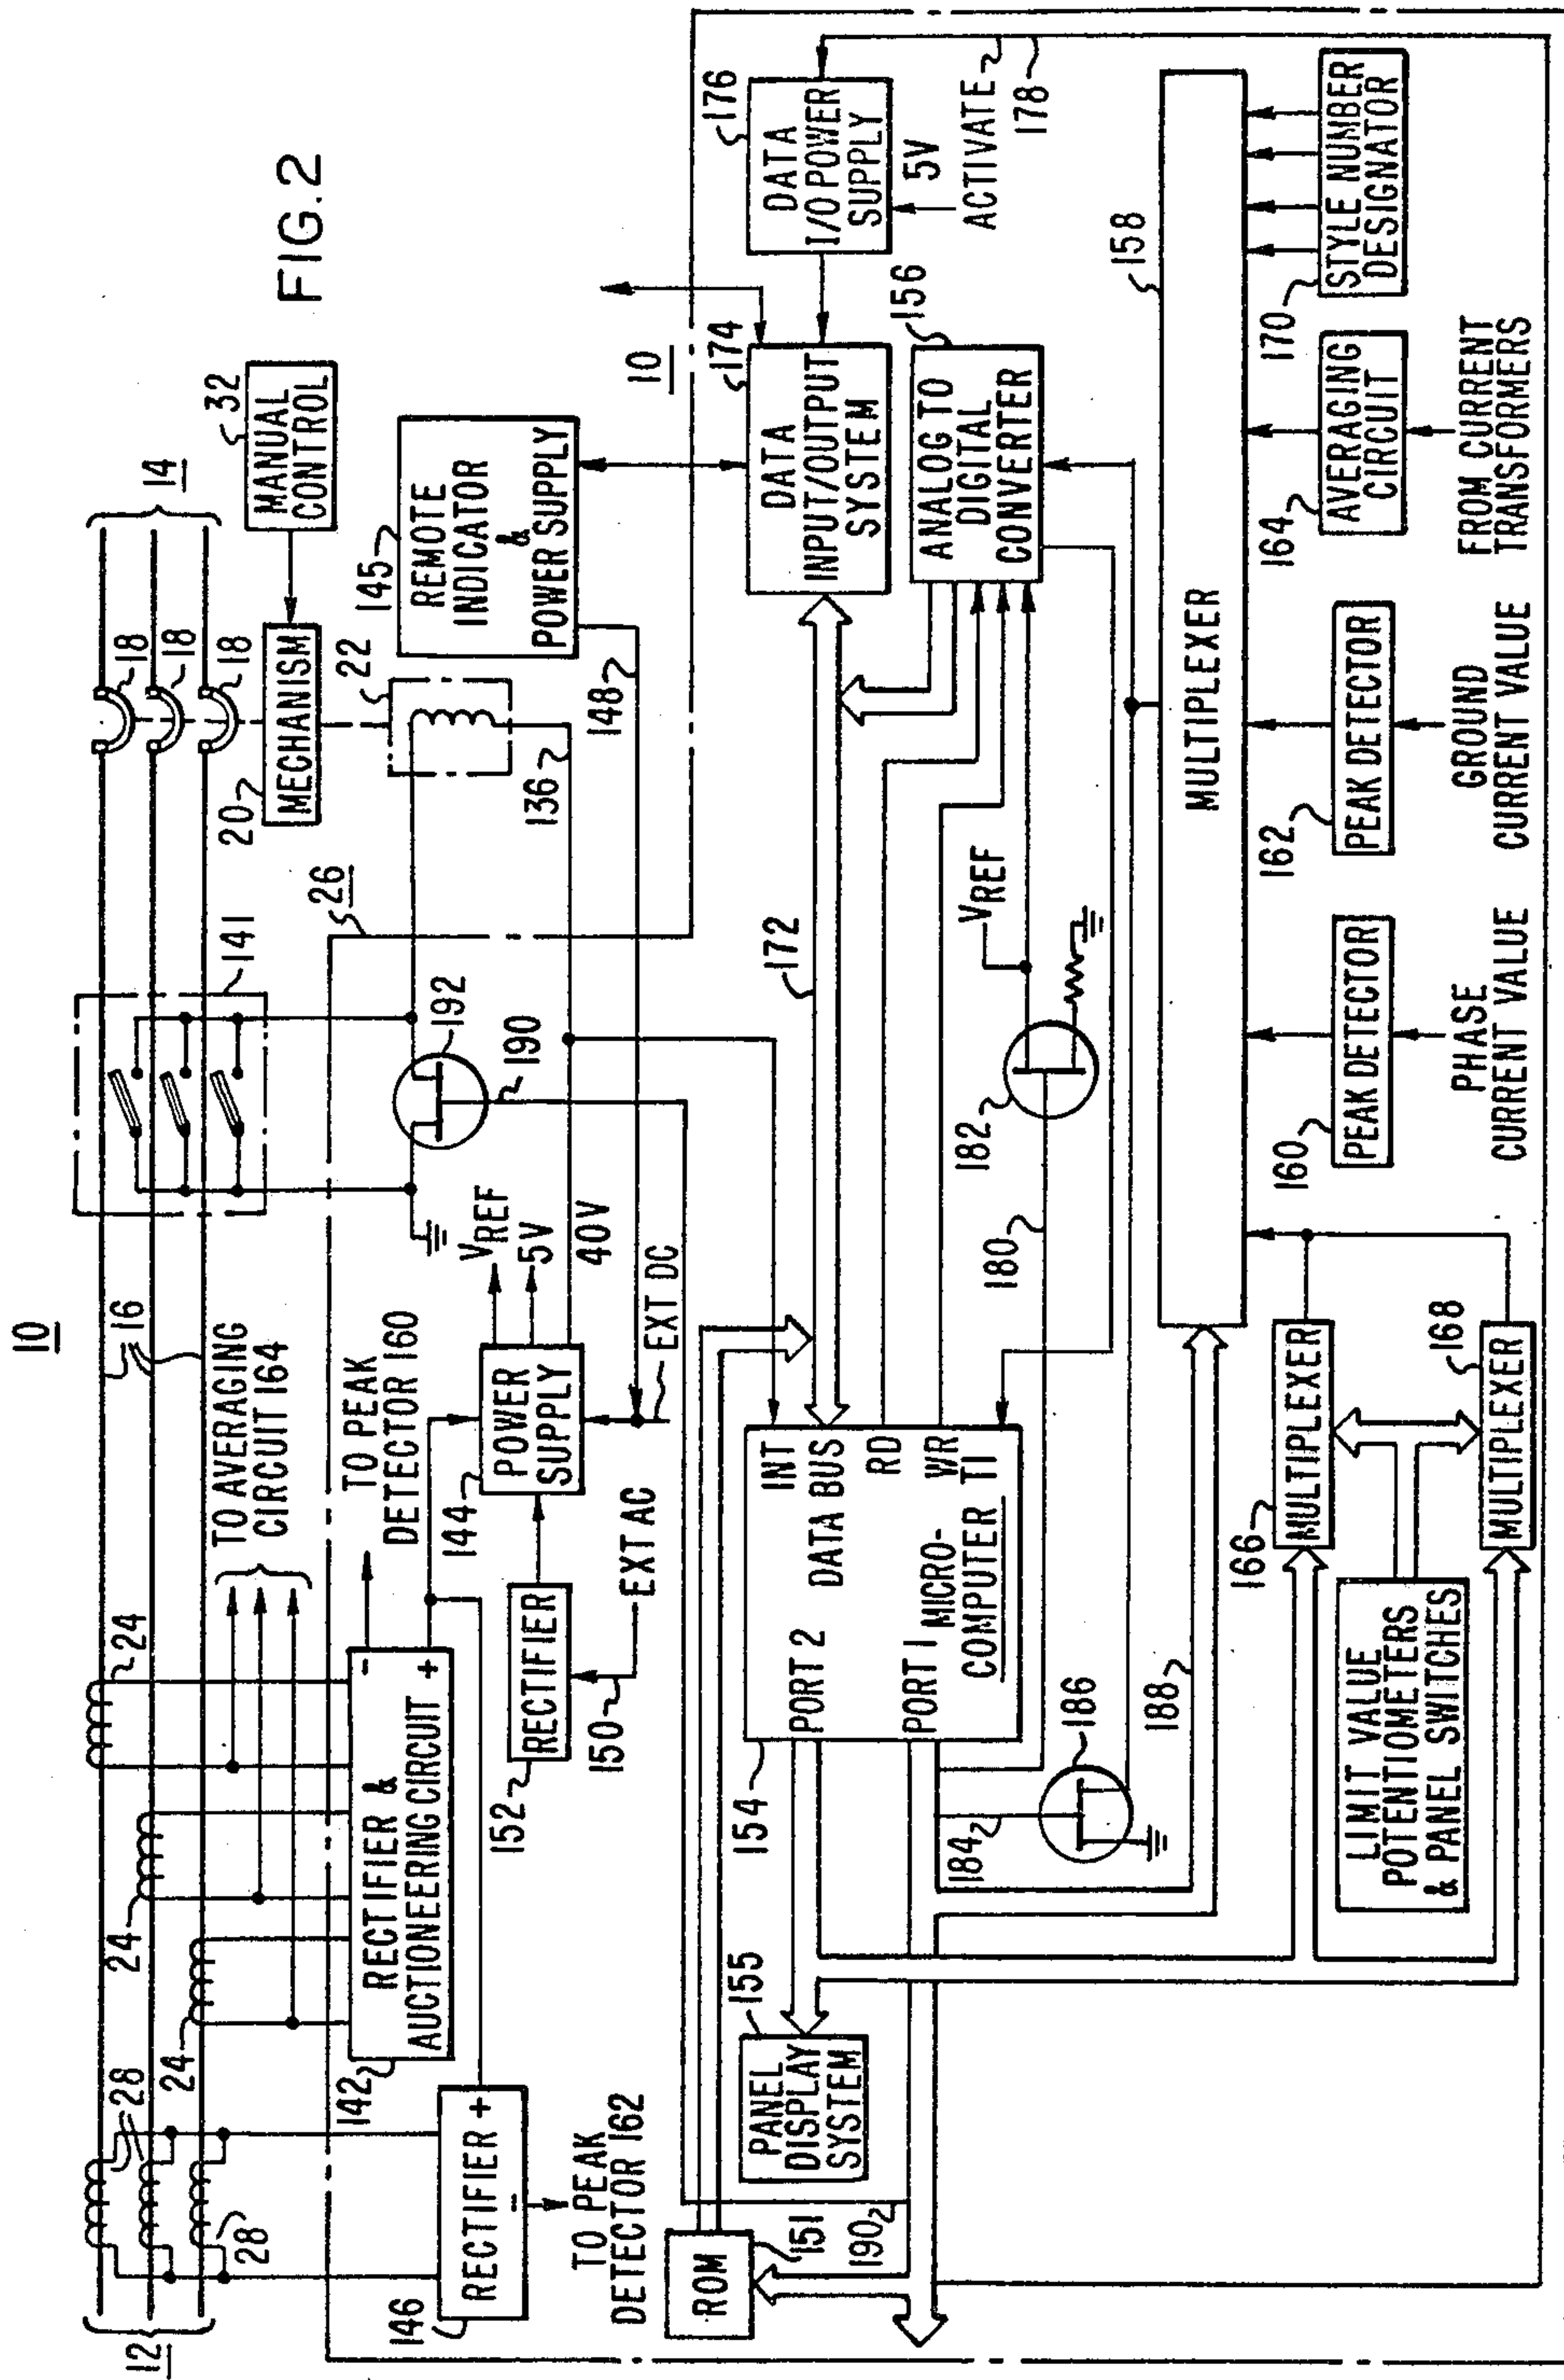 10
FIG. 2
12
28
28
24
24
24
16
TO AVERAGING
CIRCUIT 164
141
18
18
18
14
20
MECHANISM
32
MANUAL
CONTROL
22
146
RECTIFIER +
-
TO PEAK
DETECTOR 162
142
RECTIFIER &
AUCTIONEERING CIRCUIT
-
+
TO PEAK
DETECTOR 160
144
POWER
SUPPLY
VREF
5V
40V
152
RECTIFIER
150
EXT AC
EXT DC
192
190
26
136
148
145
REMOTE
INDICATOR
&
POWER SUPPLY
10
ROM
151
190
155
PANEL
DISPLAY
SYSTEM
154
PORT 2
PORT 1
INT
DATA BUS
RD
WR
T1
MICRO-
COMPUTER
172
174
DATA
INPUT/OUTPUT
SYSTEM
176
DATA
I/O POWER
SUPPLY
5V
ACTIVATE
178
156
ANALOG TO
DIGITAL
CONVERTER
VREF
182
180
184
186
188
158
MULTIPLEXER
166
MULTIPLEXER
168
MULTIPLEXER
LIMIT VALUE
POTENTIOMETERS
& PANEL SWITCHES
160
PEAK DETECTOR
PHASE
CURRENT VALUE
162
PEAK DETECTOR
GROUND
CURRENT VALUE
164
AVERAGING
CIRCUIT
FROM CURRENT
TRANSFORMERS
170
STYLE NUMBER
DESIGNATOR